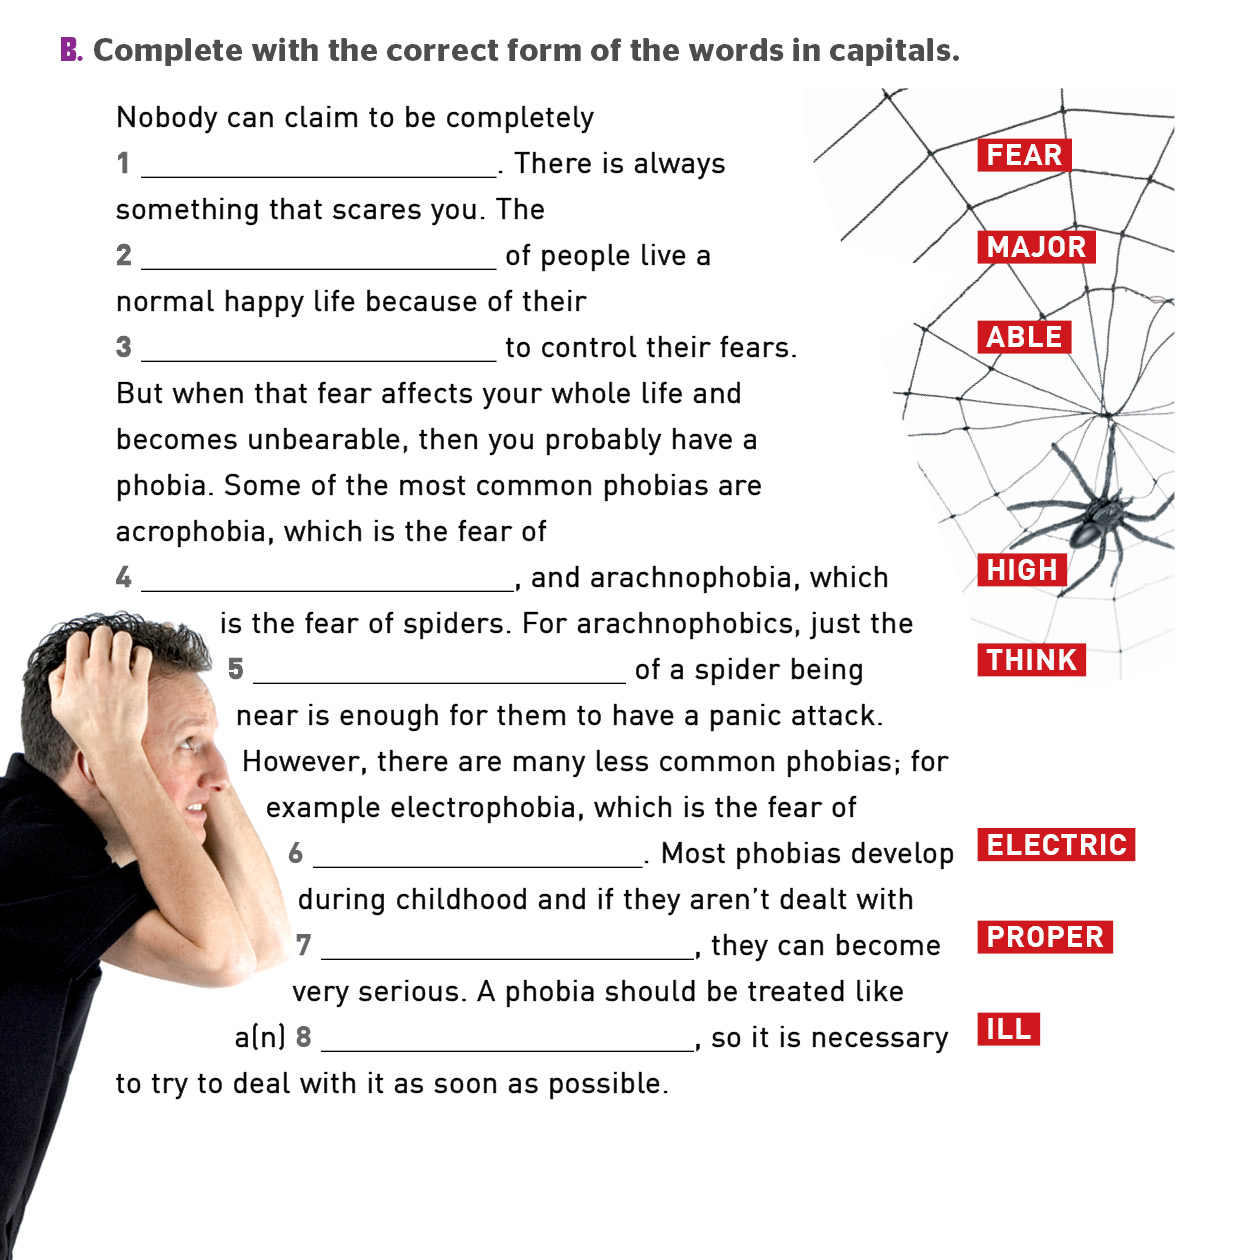 B. Complete with the correct form of the words in capitals.
Nobody can claim to be completely
1 ____________________. There is always FEAR
something that scares you. The
2 ____________________ of people live a MAJOR
normal happy life because of their
3 ____________________ to control their fears. ABLE
But when that fear affects your whole life and
becomes unbearable, then you probably have a
phobia. Some of the most common phobias are
acrophobia, which is the fear of
4 ____________________, and arachnophobia, which HIGH
is the fear of spiders. For arachnophobics, just the
5 ____________________ of a spider being THINK
near is enough for them to have a panic attack.
However, there are many less common phobias; for
example electrophobia, which is the fear of
6 ____________________. Most phobias develop ELECTRIC
during childhood and if they aren't dealt with
7 ____________________, they can become PROPER
very serious. A phobia should be treated like
a(n) 8 ____________________, so it is necessary ILL
to try to deal with it as soon as possible.